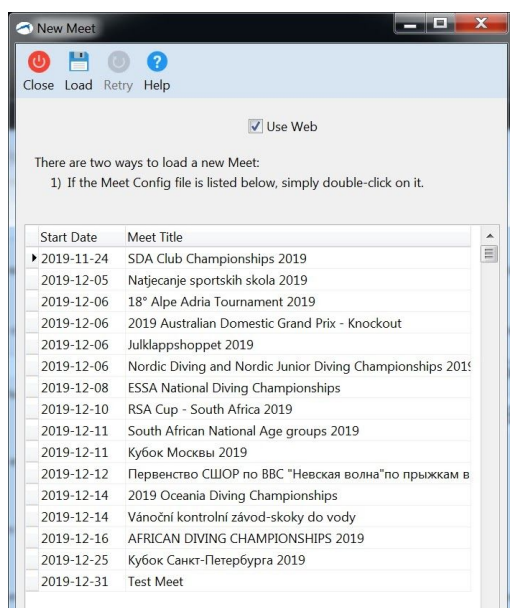 New Meet
Close Load Retry Help
Use Web
There are two ways to load a new Meet:
1) If the Meet Config file is listed below, simply double-click on it.
Start Date Meet Title
2019-11-24 SDA Club Championships 2019
2019-12-05 Natjecanje sportskih skola 2019
2019-12-06 18° Alpe Adria Tournament 2019
2019-12-06 2019 Australian Domestic Grand Prix - Knockout
2019-12-06 Julklappshoppet 2019
2019-12-06 Nordic Diving and Nordic Junior Diving Championships 2019
2019-12-08 ESSA National Diving Championships
2019-12-10 RSA Cup - South Africa 2019
2019-12-11 South African National Age groups 2019
2019-12-11 Кубок Москвы 2019
2019-12-12 Первенство СШОР по ВВС "Невская волна"по прыжкам в
2019-12-14 2019 Oceania Diving Championships
2019-12-14 Vánoční kontrolní závod-skoky do vody
2019-12-16 AFRICAN DIVING CHAMPIONSHIPS 2019
2019-12-25 Кубок Санкт-Петербурга 2019
2019-12-31 Test Meet